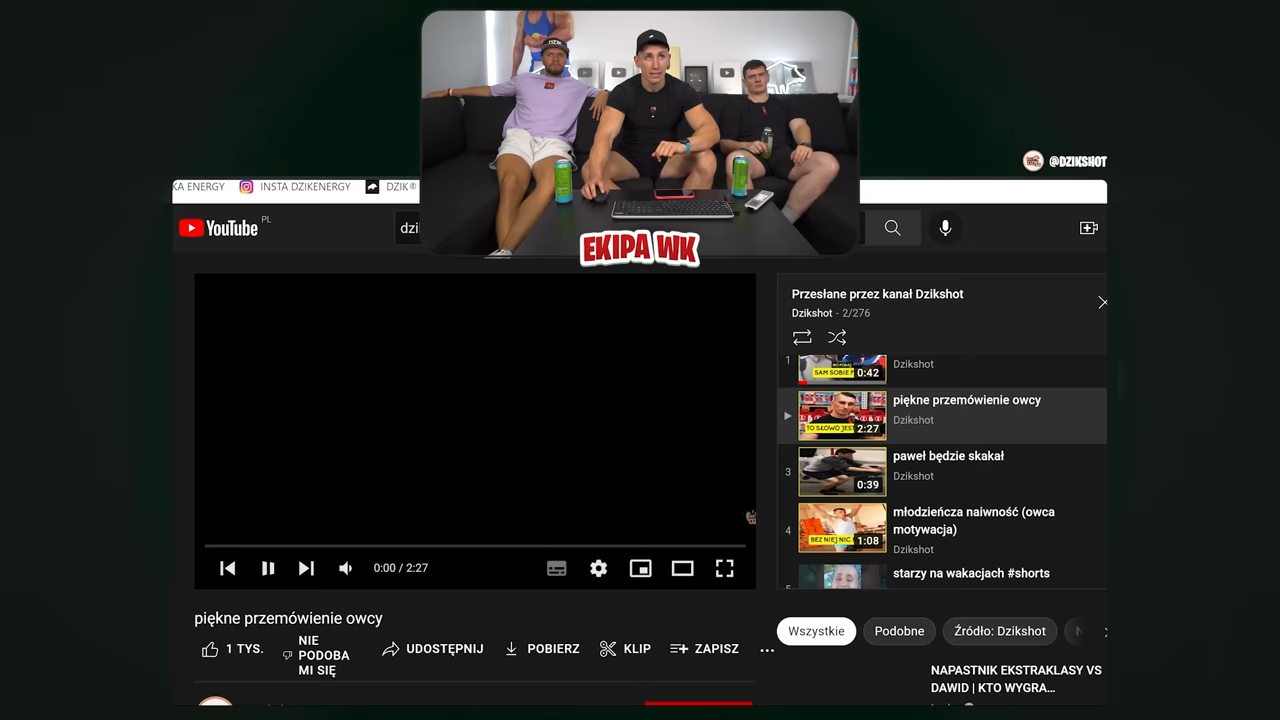 @DZIKSHOT
KA ENERGY
INSTA DZIKENERGY
DZIK®
YouTube PL
dzi
EKIPA WK
Przesłane przez kanał Dzikshot
Dzikshot - 2/276
1
SAM SOBIE
0:42
Dzikshot
TO SŁOWO JEST
2:27
piękne przemówienie owcy
Dzikshot
3
0:39
paweł będzie skakał
Dzikshot
4
BEZ NIEJ NIC
1:08
młodzieńcza naiwność (owca
motywacja)
Dzikshot
starzy na wakacjach #shorts
0:00 / 2:27
piękne przemówienie owcy
1 TYS.
NIE
PODOBA
MI SIĘ
UDOSTĘPNIJ
POBIERZ
KLIP
ZAPISZ
Wszystkie
Podobne
Źródło: Dzikshot
NAPASTNIK EKSTRAKLASY VS
DAWID | KTO WYGRA...